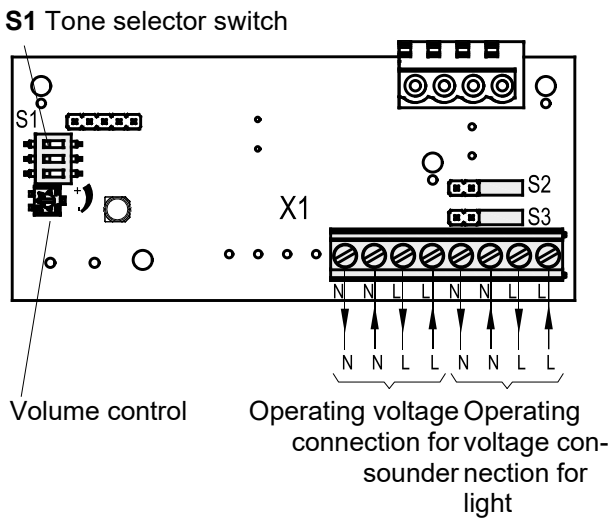 S1 Tone selector switch
S1
+
-
S2
S3
X1
N N L L N N L L
N N L L N N L L
Volume control
Operating voltage
connection for
sounder
Operating
voltage con-
nection for
light